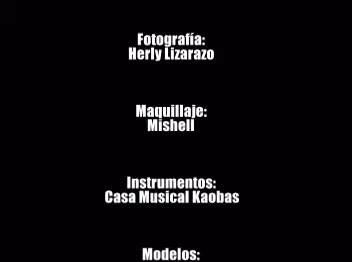 Fotografía:
Herly Lizarazo
Maquillaje:
Mishell
Instrumentos:
Casa Musical Kaobas
Modelos: